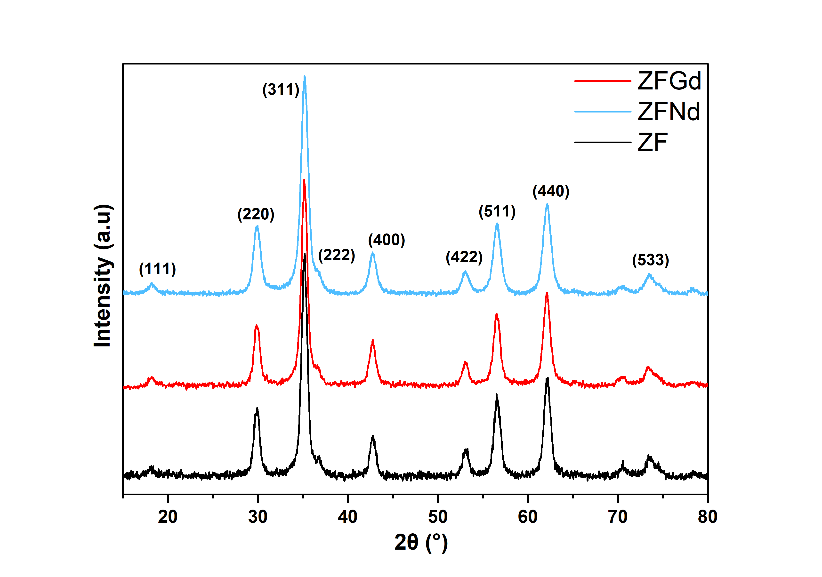 ZFGd
ZFNd
ZF
(311)
(220)
(511)
(440)
(222)
(400)
(111)
(422)
(533)
Intensity (a.u)
20 30 40 50 60 70 80
2θ (°)